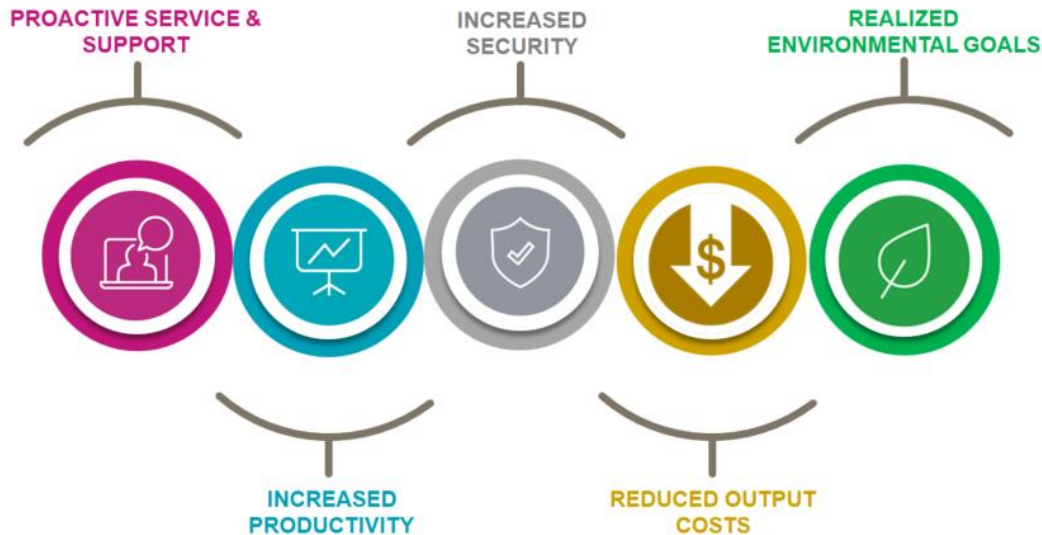 PROACTIVE SERVICE &
SUPPORT
INCREASED
SECURITY
REALIZED
ENVIRONMENTAL GOALS
$
INCREASED
PRODUCTIVITY
REDUCED OUTPUT
COSTS